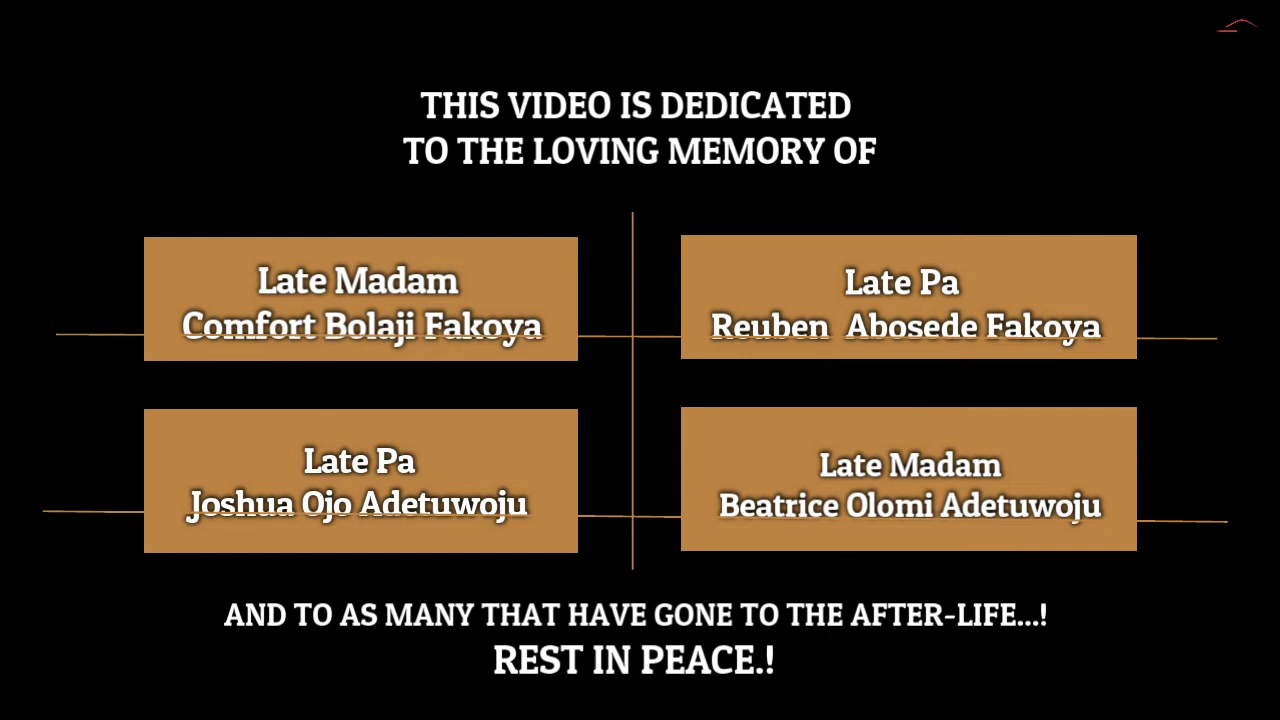 THIS VIDEO IS DEDICATED
TO THE LOVING MEMORY OF
Late Madam
Comfort Bolaji Fakoya
Late Pa
Reuben Abosede Fakoya
Late Pa
Joshua Ojo Adetuwoju
Late Madam
Beatrice Olomi Adetuwoju
AND TO AS MANY THAT HAVE GONE TO THE AFTER-LIFE...!
REST IN PEACE.!